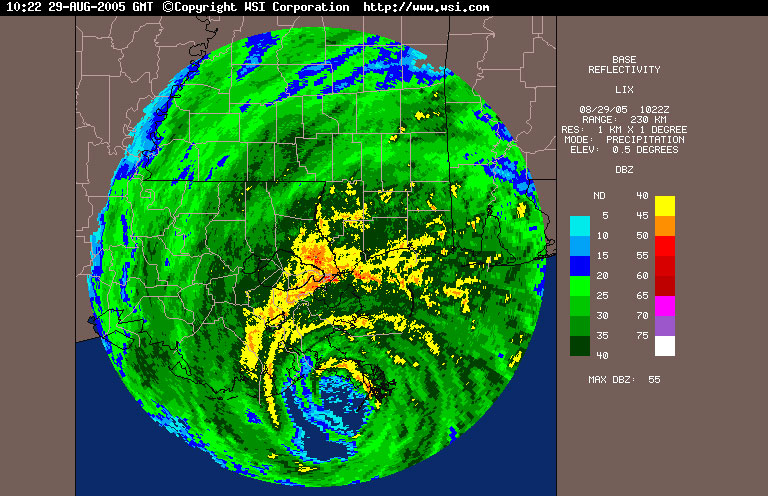 10:22 29-AUG-2005 GMT ©Copyright WSI Corporation http://www.wsi.com
BASE
REFLECTIVITY
LIX
08/29/05 1022Z
RANGE: 230 KM
RES: 1 KM X 1 DEGREE
MODE: PRECIPITATION
ELEV: 0.5 DEGREES
DBZ
ND 40
5 45
10 50
15 55
20 60
25 65
30 70
35 75
40
MAX DBZ: 55